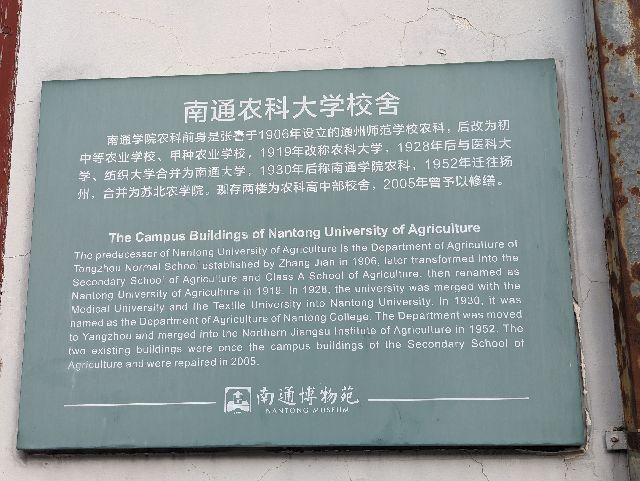 南通农科大学校舍
南通学院农科前身是张謇于1906年设立的通州师范学校农科，后改为初
中等农业学校、甲种农业学校，1919年改称农科大学，1928年后与医科大
学、纺织大学合并为南通大学，1930年后称南通学院农科，1952年迁往扬
州，合并为苏北农学院。现存两楼为农科高中部校舍，2005年曾予以修缮。
The Campus Buildings of Nantong University of Agriculture
The predecessor of Nantong University of Agriculture is the Department of Agriculture of
Tongzhou Normal School established by Zhang Jian in 1906, later transformed into the
Secondary School of Agriculture and Class A School of Agriculture, then renamed as
Nantong University of Agriculture in 1919. In 1928, the university was merged with the
Medical University and the Textile University into Nantong University. In 1930, it was
named as the Department of Agriculture of Nantong College. The Department was moved
to Yangzhou and merged into the Northern Jiangsu Institute of Agriculture in 1952. The
two existing buildings were once the campus buildings of the Secondary School of
Agriculture and were repaired in 2005.
南通博物苑
NANTONG MUSEUM